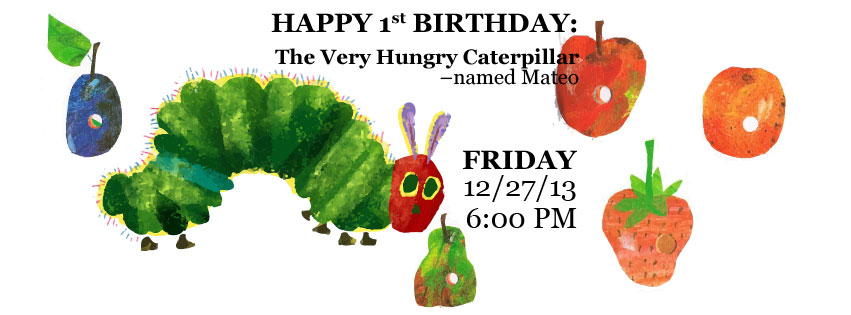 HAPPY 1st BIRTHDAY:
The Very Hungry Caterpillar
–named Mateo
FRIDAY
12/27/13
6:00 PM